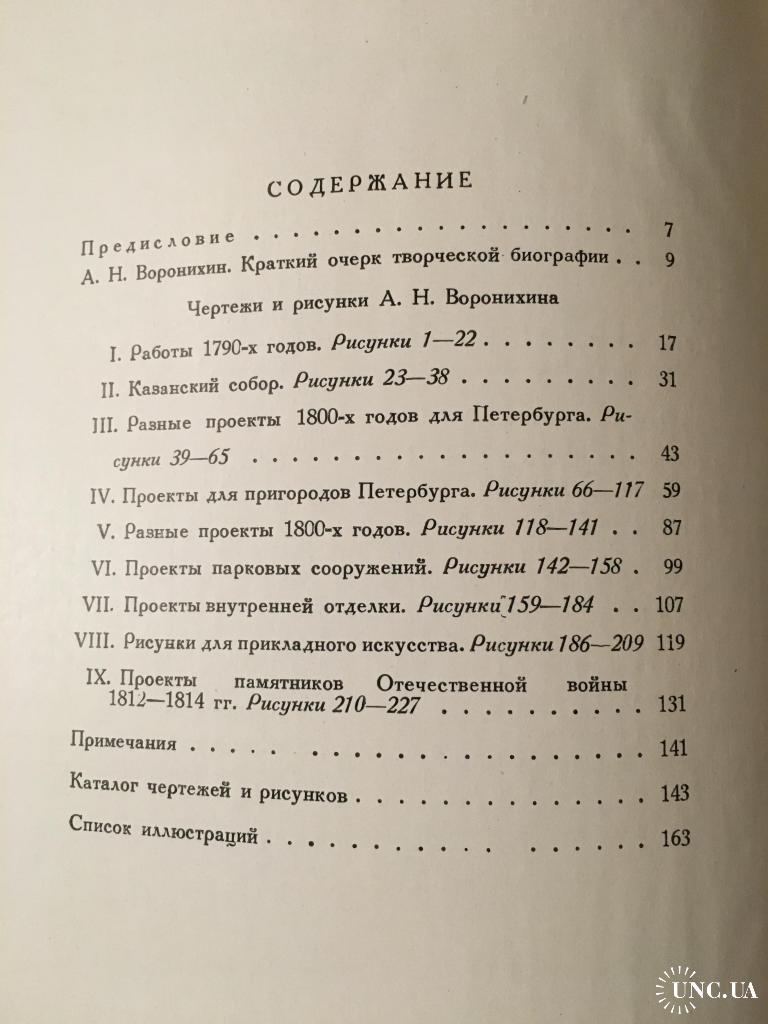 СОДЕРЖАНИЕ
Предисловие . . . . . . . . . . . . . . . . . . 7
А. Н. Воронихин. Краткий очерк творческой биографии . . 9
Чертежи и рисунки А. Н. Воронихина
I. Работы 1790-х годов. Рисунки 1—22 . . . . . . . . 17
II. Казанский собор. Рисунки 23—38 . . . . . . . . . 31
III. Разные проекты 1800-х годов для Петербурга. Ри-
сунки 39—65 . . . . . . . . . . . . . . . . . . 43
IV. Проекты для пригородов Петербурга. Рисунки 66—117 59
V. Разные проекты 1800-х годов. Рисунки 118—141 . . 87
VI. Проекты парковых сооружений. Рисунки 142—158 . 99
VII. Проекты внутренней отделки. Рисунки 159—184 . . 107
VIII. Рисунки для прикладного искусства. Рисунки 186—209 119
IX. Проекты памятников Отечественной войны
1812—1814 гг. Рисунки 210—227 . . . . . . . . . . 131
Примечания . . . . . . . . . . . . . . . . . . . . 141
Каталог чертежей и рисунков . . . . . . . . . . . . . . 143
Список иллюстраций . . . . . . . . . . . . . . . . . 163
UNC.UA